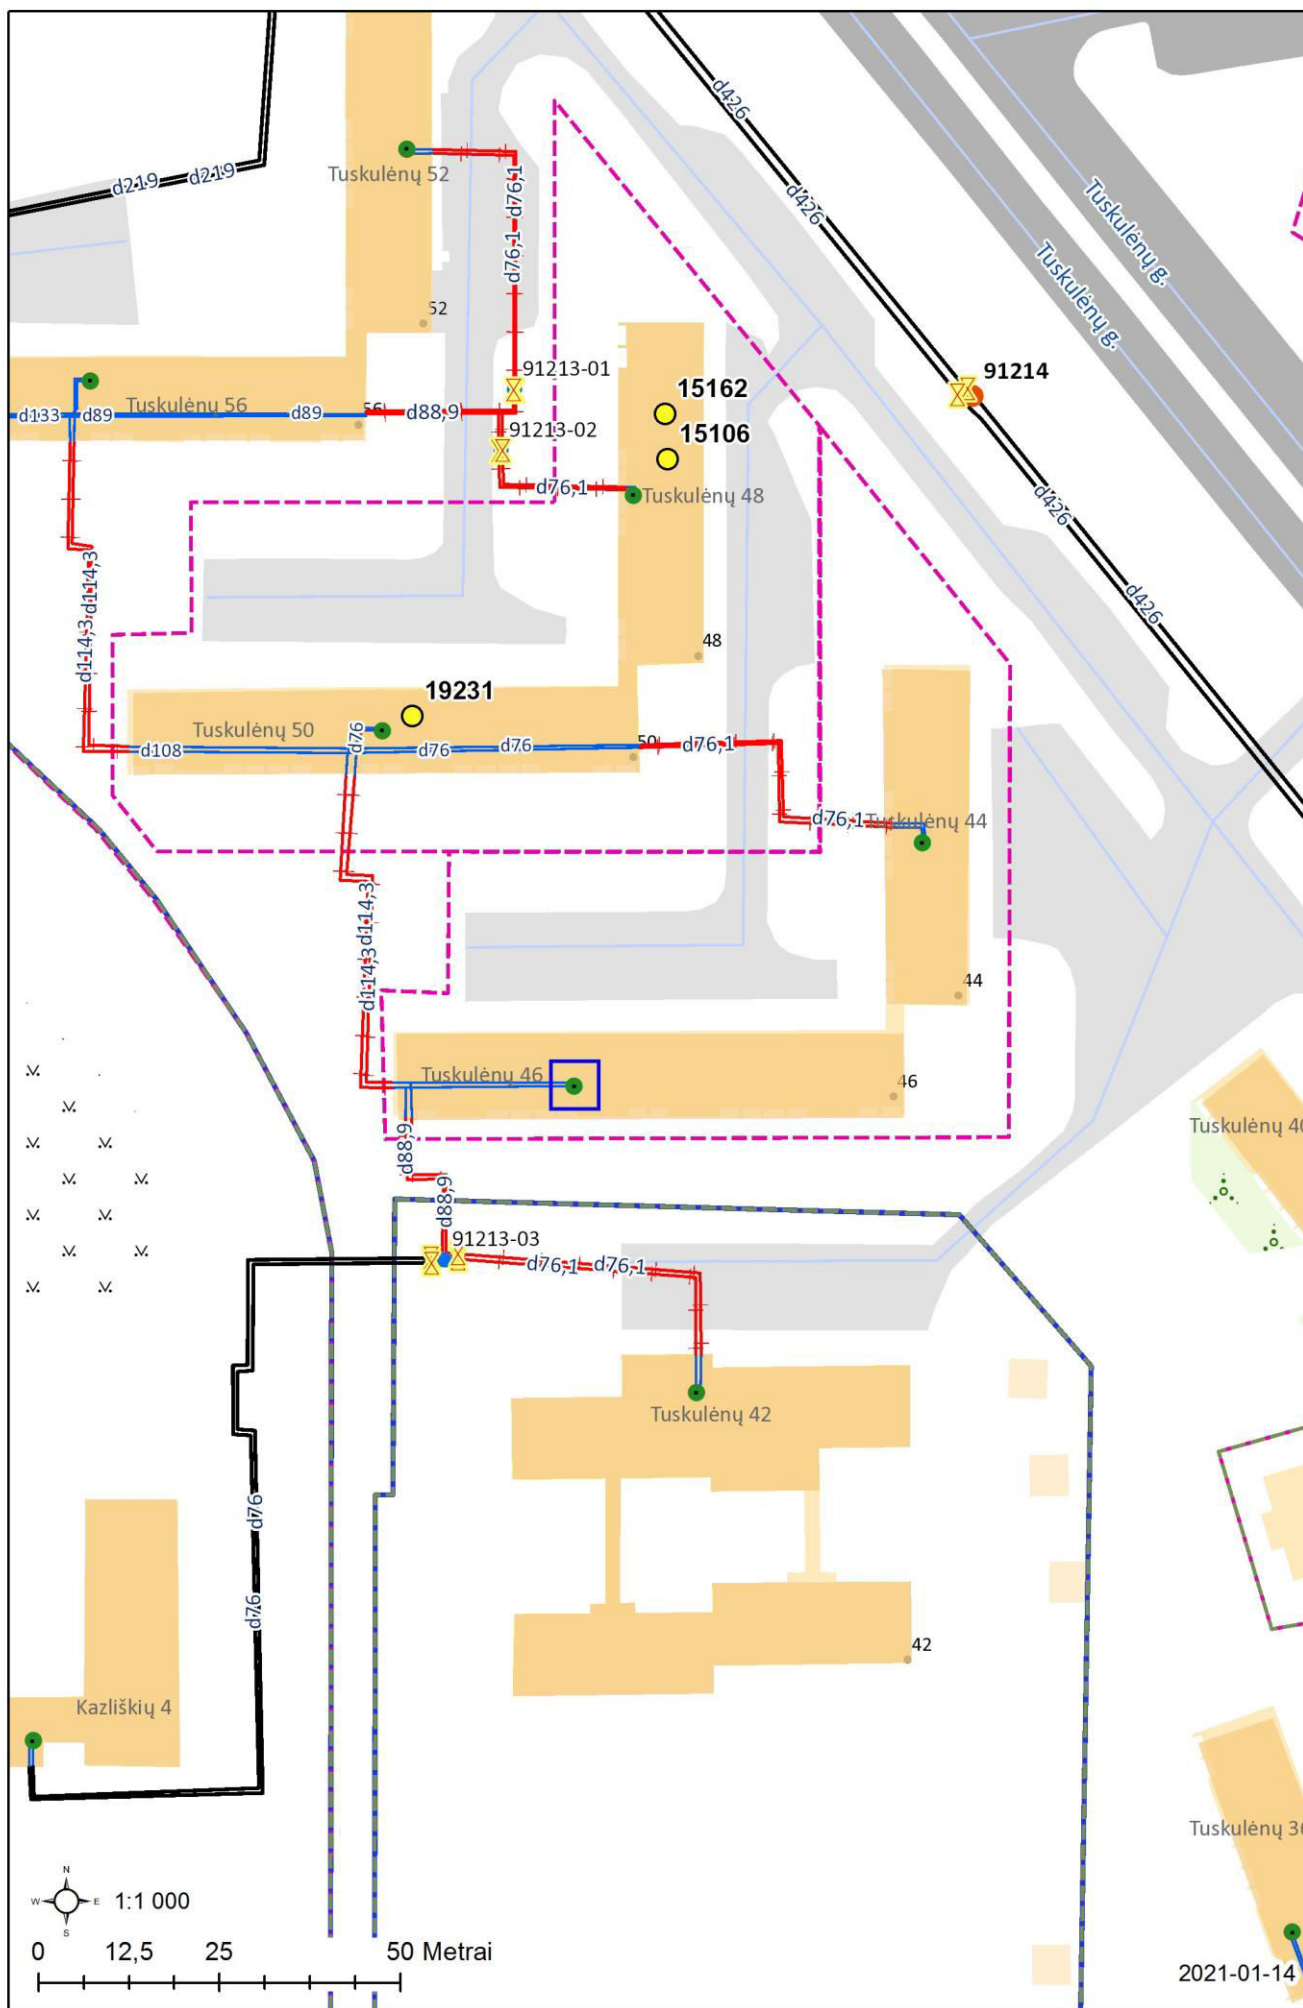 d426
d426
d219
d219
Tuskulėnų 52
d76,1
d76,1
Tuskulėnų g.
Tuskulėnų g.
52
91213-01
91214
15162
d133
d89
Tuskulėnų 56
d89
56
d88,9
91213-02
15106
d76,1
Tuskulėnų 48
d426
d426
d114,3
d114,3
48
19231
Tuskulėnų 50
d76
d108
d76
d76
50
d76,1
d76,1
Tuskulėnų 44
d114,3
d114,3
44
Tuskulėnų 46
46
d88,9
Tuskulėnų 40
d88,9
91213-03
d76,1
d76,1
Tuskulėnų 42
d76
d76
42
Kazliškių 4
Tuskulėnų 3
N
W
E
S
1:1 000
0
12,5
25
50 Metrai
2021-01-14